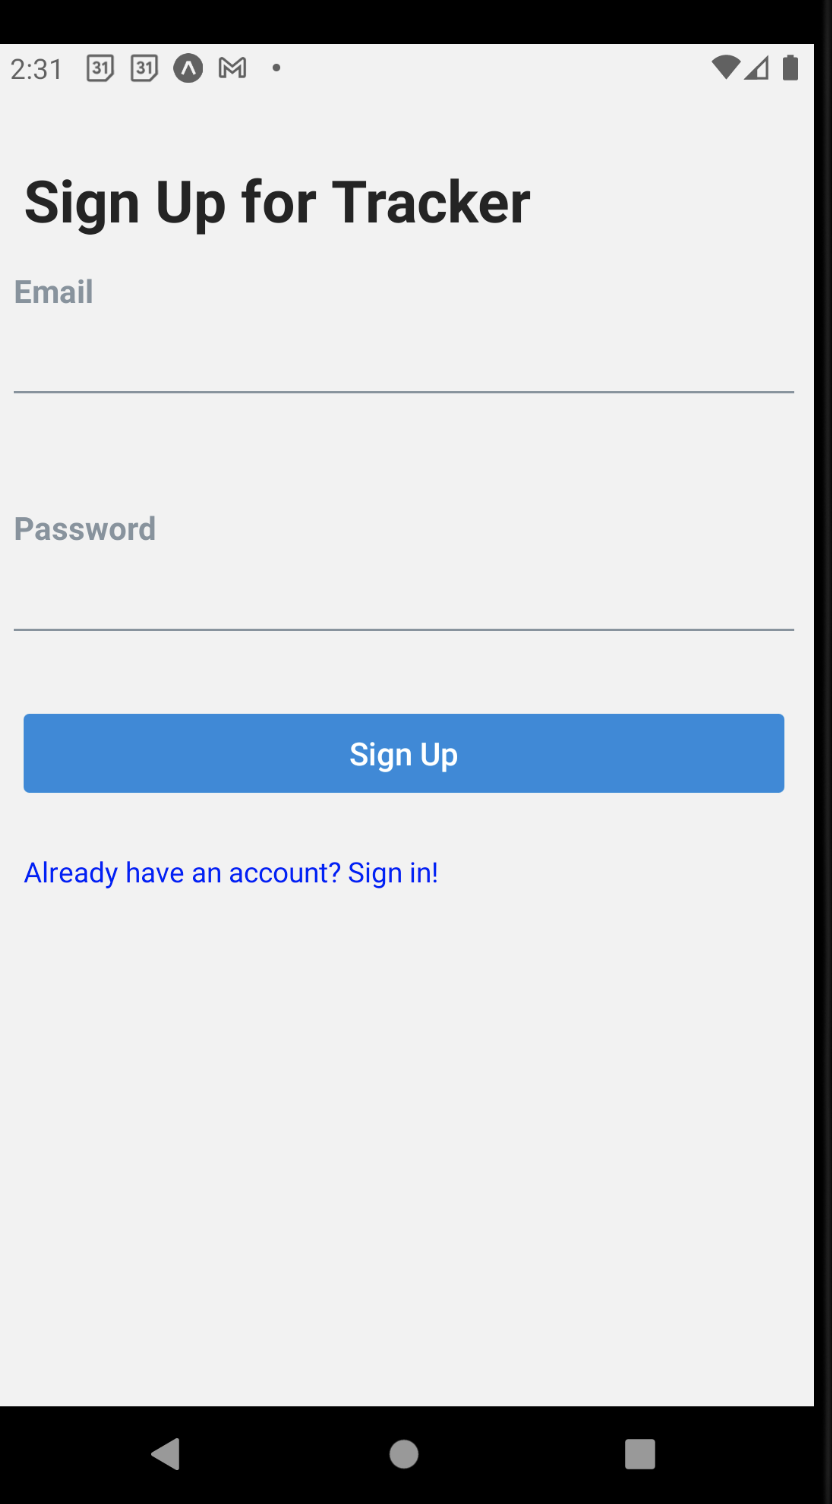 2:31 31 31
Sign Up for Tracker
Email
Password
Sign Up
Already have an account? Sign in!